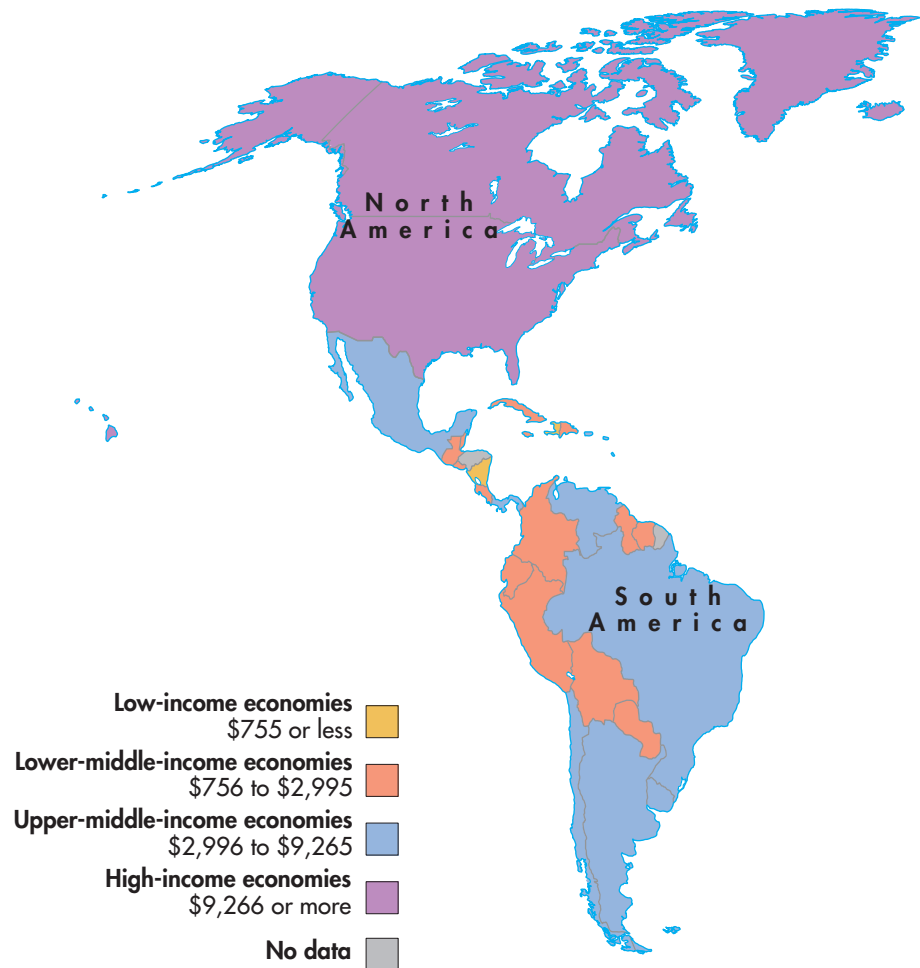 North
America
South
America
Low-income economies
$755 or less
Lower-middle-income economies
$756 to $2,995
Upper-middle-income economies
$2,996 to $9,265
High-income economies
$9,266 or more
No data